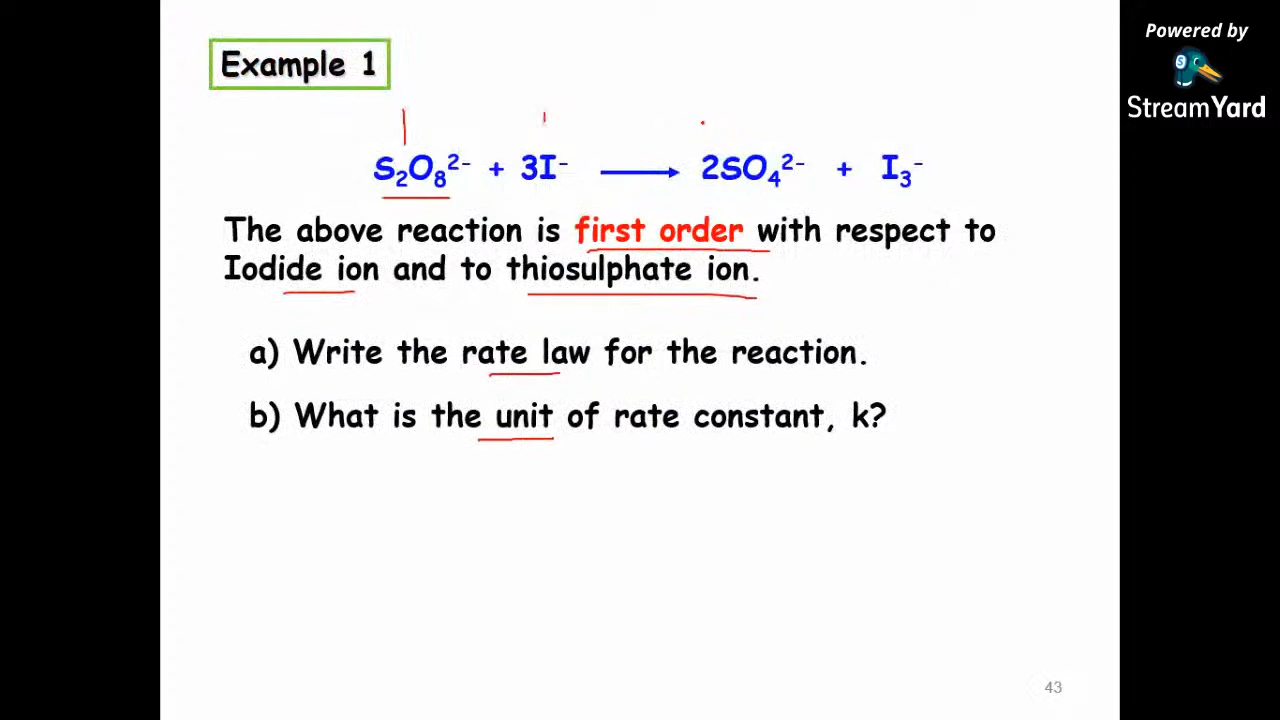 Powered by
StreamYard
Example 1
S₂O₈²⁻ + 3I⁻ ⟶ 2SO₄²⁻ + I₃⁻
The above reaction is first order with respect to
Iodide ion and to thiosulphate ion.
a) Write the rate law for the reaction.
b) What is the unit of rate constant, k?
43